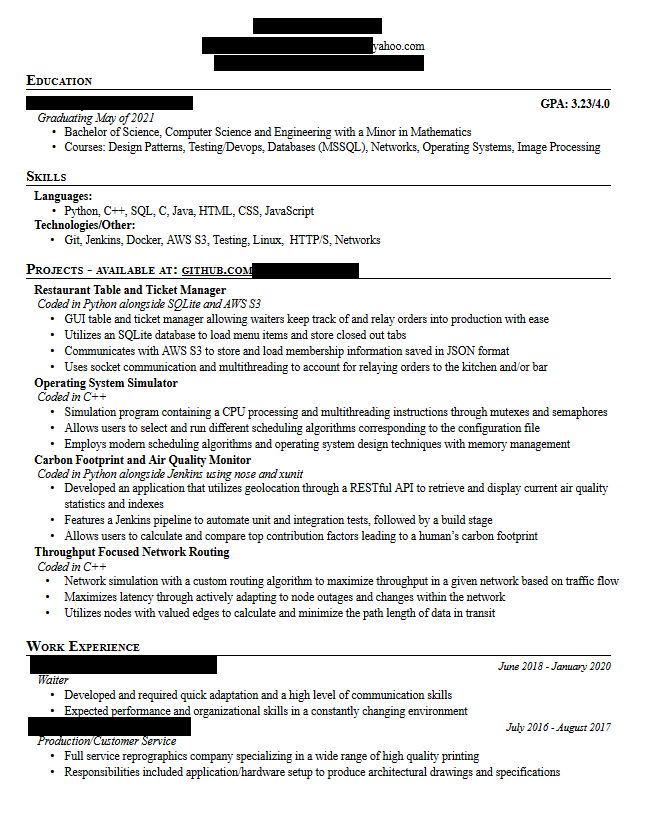 yahoo.com
EDUCATION
GPA: 3.23/4.0
Graduating May of 2021
• Bachelor of Science, Computer Science and Engineering with a Minor in Mathematics
• Courses: Design Patterns, Testing/Devops, Databases (MSSQL), Networks, Operating Systems, Image Processing
SKILLS
Languages:
• Python, C++, SQL, C, Java, HTML, CSS, JavaScript
Technologies/Other:
• Git, Jenkins, Docker, AWS S3, Testing, Linux, HTTP/S, Networks
PROJECTS - AVAILABLE AT: GITHUB.COM
Restaurant Table and Ticket Manager
Coded in Python alongside SQLite and AWS S3
• GUI table and ticket manager allowing waiters keep track of and relay orders into production with ease
• Utilizes an SQLite database to load menu items and store closed out tabs
• Communicates with AWS S3 to store and load membership information saved in JSON format
• Uses socket communication and multithreading to account for relaying orders to the kitchen and/or bar
Operating System Simulator
Coded in C++
• Simulation program containing a CPU processing and multithreading instructions through mutexes and semaphores
• Allows users to select and run different scheduling algorithms corresponding to the configuration file
• Employs modern scheduling algorithms and operating system design techniques with memory management
Carbon Footprint and Air Quality Monitor
Coded in Python alongside Jenkins using nose and xunit
• Developed an application that utilizes geolocation through a RESTful API to retrieve and display current air quality
statistics and indexes
• Features a Jenkins pipeline to automate unit and integration tests, followed by a build stage
• Allows users to calculate and compare top contribution factors leading to a human's carbon footprint
Throughput Focused Network Routing
Coded in C++
• Network simulation with a custom routing algorithm to maximize throughput in a given network based on traffic flow
• Maximizes latency through actively adapting to node outages and changes within the network
• Utilizes nodes with valued edges to calculate and minimize the path length of data in transit
WORK EXPERIENCE
June 2018 - January 2020
Waiter
• Developed and required quick adaptation and a high level of communication skills
• Expected performance and organizational skills in a constantly changing environment
July 2016 - August 2017
Production/Customer Service
• Full service reprographics company specializing in a wide range of high quality printing
• Responsibilities included application/hardware setup to produce architectural drawings and specifications